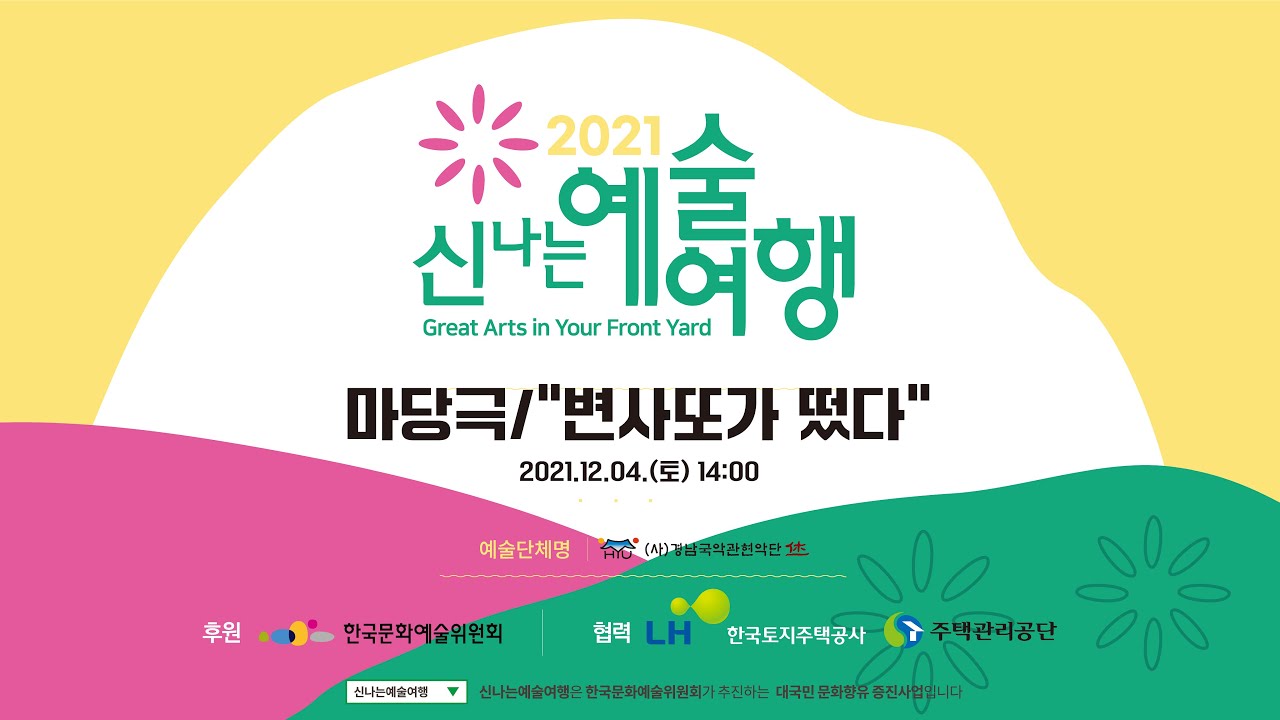 2021
신나는예술여행
Great Arts in Your Front Yard
마당극/"변사또가 떴다"
2021.12.04.(토) 14:00
예술단체명 HYU (사)경남국악관현악단 休
후원 한국문화예술위원회 협력 LH 한국토지주택공사 주택관리공단
신나는예술여행 ▼ 신나는예술여행은 한국문화예술위원회가 추진하는 대국민 문화향유 증진사업입니다